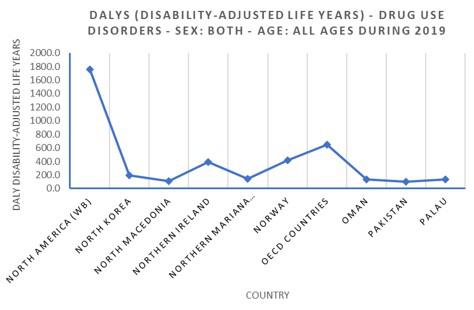 DALYS (DISABILITY-ADJUSTED LIFE YEARS) - DRUG USE
DISORDERS - SEX: BOTH - AGE: ALL AGES DURING 2019
DALY DISABILITY-ADJUSTED LIFE YEARS
2000.0
1800.0
1600.0
1400.0
1200.0
1000.0
800.0
600.0
400.0
200.0
0.0
NORTH AMERICA (WB)
NORTH KOREA
NORTH MACEDONIA
NORTHERN IRELAND
NORTHERN MARIANA...
NORWAY
OECD COUNTRIES
OMAN
PAKISTAN
PALAU
COUNTRY